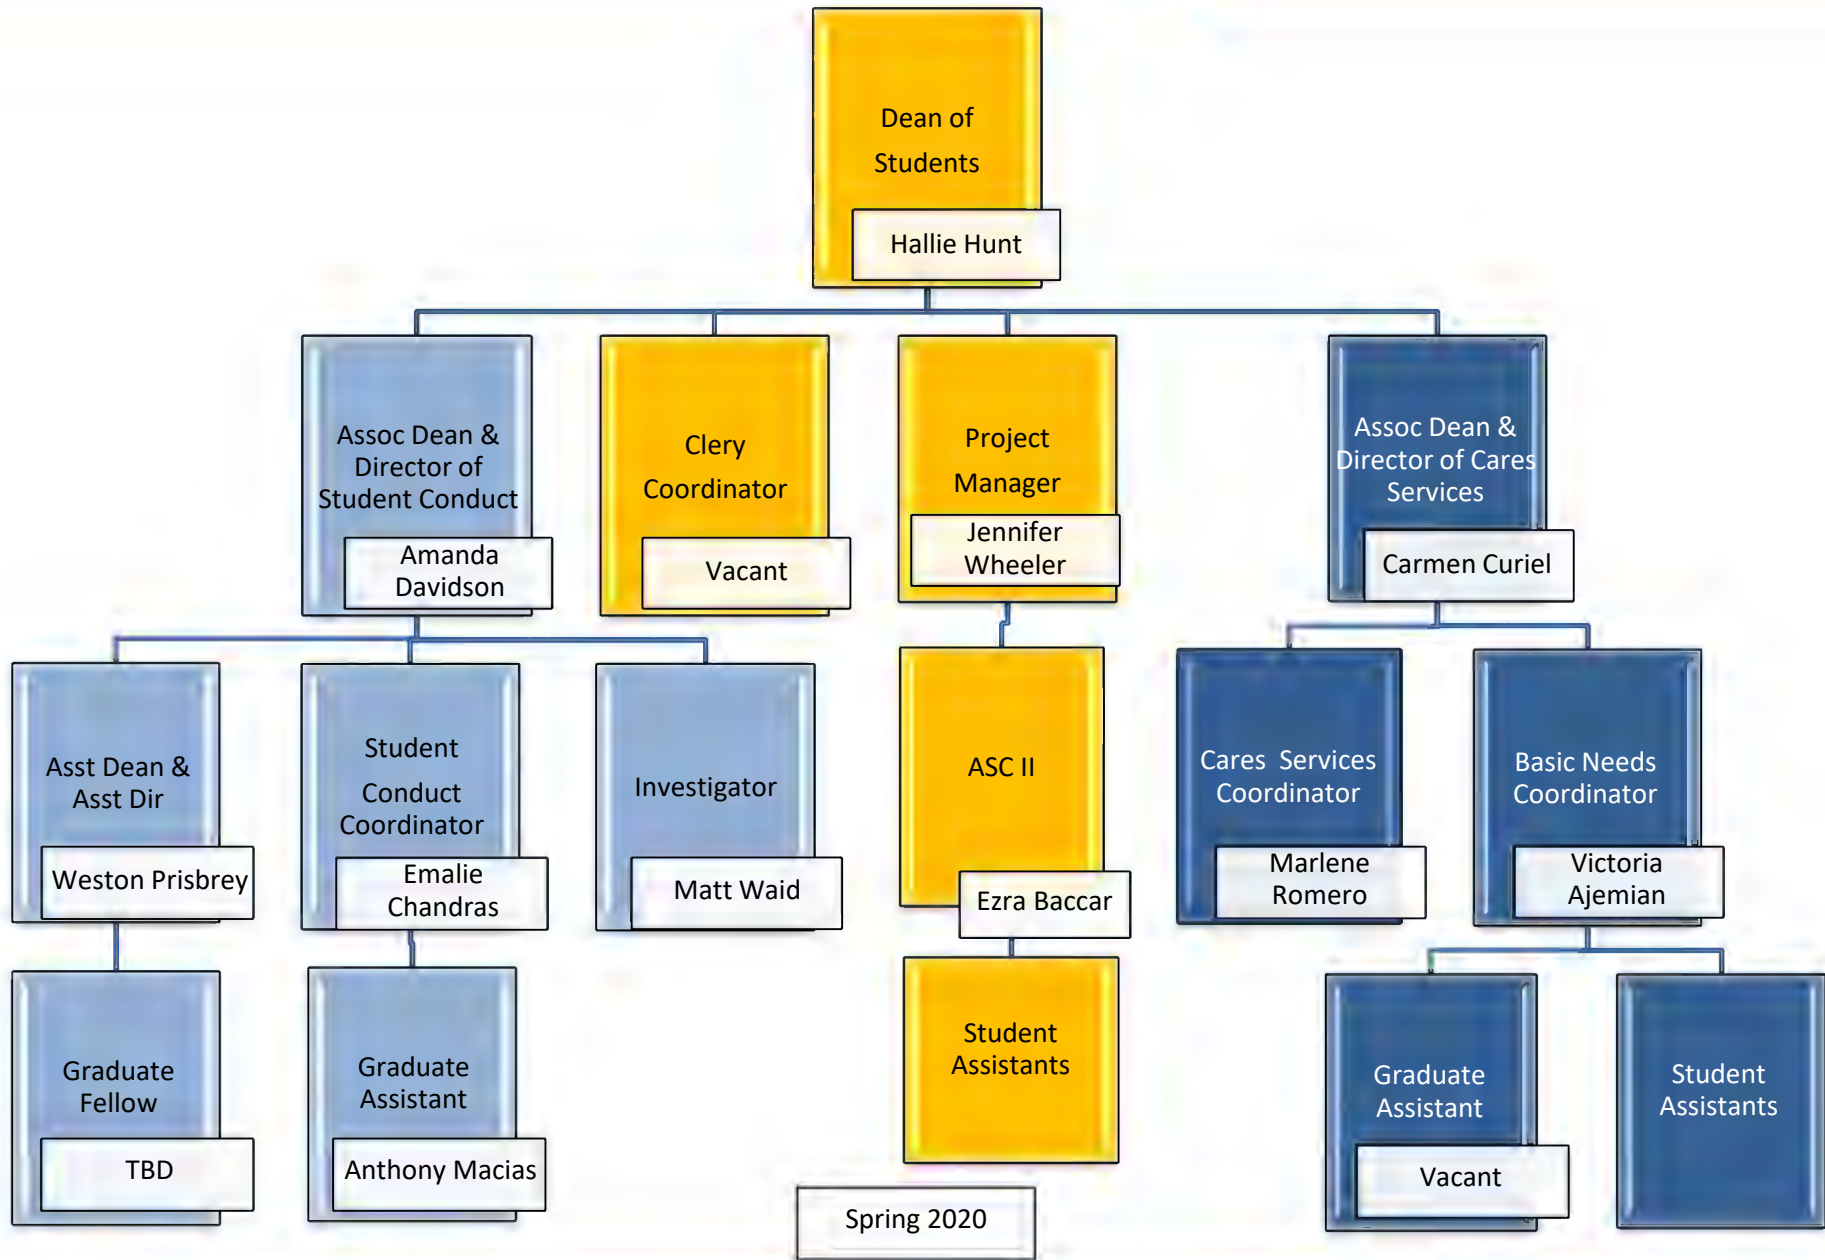 Dean of
Students
Hallie Hunt
Assoc Dean &
Director of
Student Conduct
Amanda
Davidson
Clery
Coordinator
Vacant
Project
Manager
Jennifer
Wheeler
Assoc Dean &
Director of Cares
Services
Carmen Curiel
Asst Dean &
Asst Dir
Weston Prisbrey
Student
Conduct
Coordinator
Emalie
Chandras
Investigator
Matt Waid
ASC II
Ezra Baccar
Cares  Services
Coordinator
Marlene
Romero
Basic Needs
Coordinator
Victoria
Ajemian
Graduate
Fellow
TBD
Graduate
Assistant
Anthony Macias
Student
Assistants
Graduate
Assistant
Vacant
Student
Assistants
Spring 2020